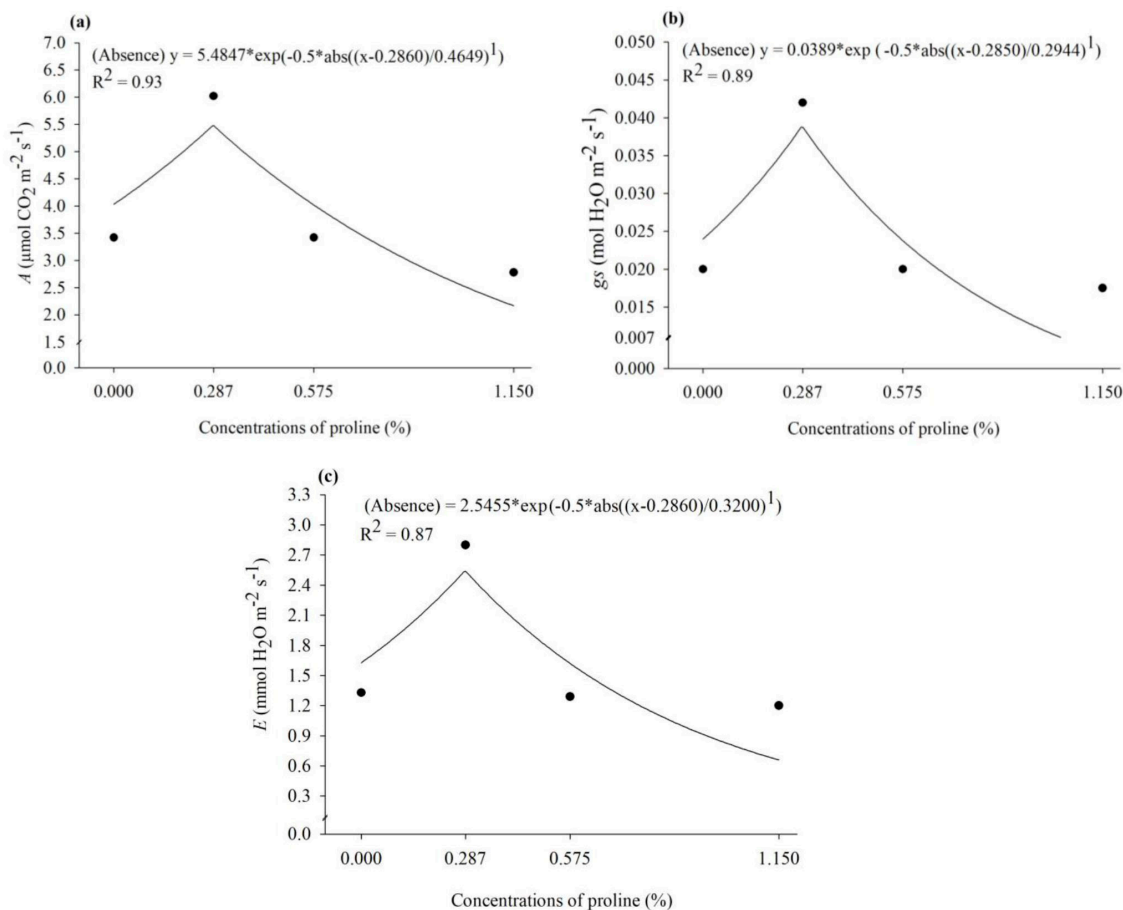 (a)
(Absence) y = 5.4847*exp(-0.5*abs((x-0.2860)/0.4649)^1)
R^2 = 0.93
7.0
6.5
6.0
5.5
5.0
4.5
4.0
3.5
3.0
2.5
2.0
1.5
0.0
A (μmol CO2 m^-2 s^-1)
0.000 0.287 0.575 1.150
Concentrations of proline (%)
(b)
(Absence) y = 0.0389*exp (-0.5*abs((x-0.2850)/0.2944)^1)
R^2 = 0.89
0.050
0.045
0.040
0.035
0.030
0.025
0.020
0.015
0.010
0.007
0.000
gs (mol H2O m^-2 s^-1)
0.000 0.287 0.575 1.150
Concentrations of proline (%)
(c)
(Absence) = 2.5455*exp(-0.5*abs((x-0.2860)/0.3200)^1)
R^2 = 0.87
3.3
3.0
2.7
2.4
2.1
1.8
1.5
1.2
0.9
0.6
0.3
0.0
E (mmol H2O m^-2 s^-1)
0.000 0.287 0.575 1.150
Concentrations of proline (%)